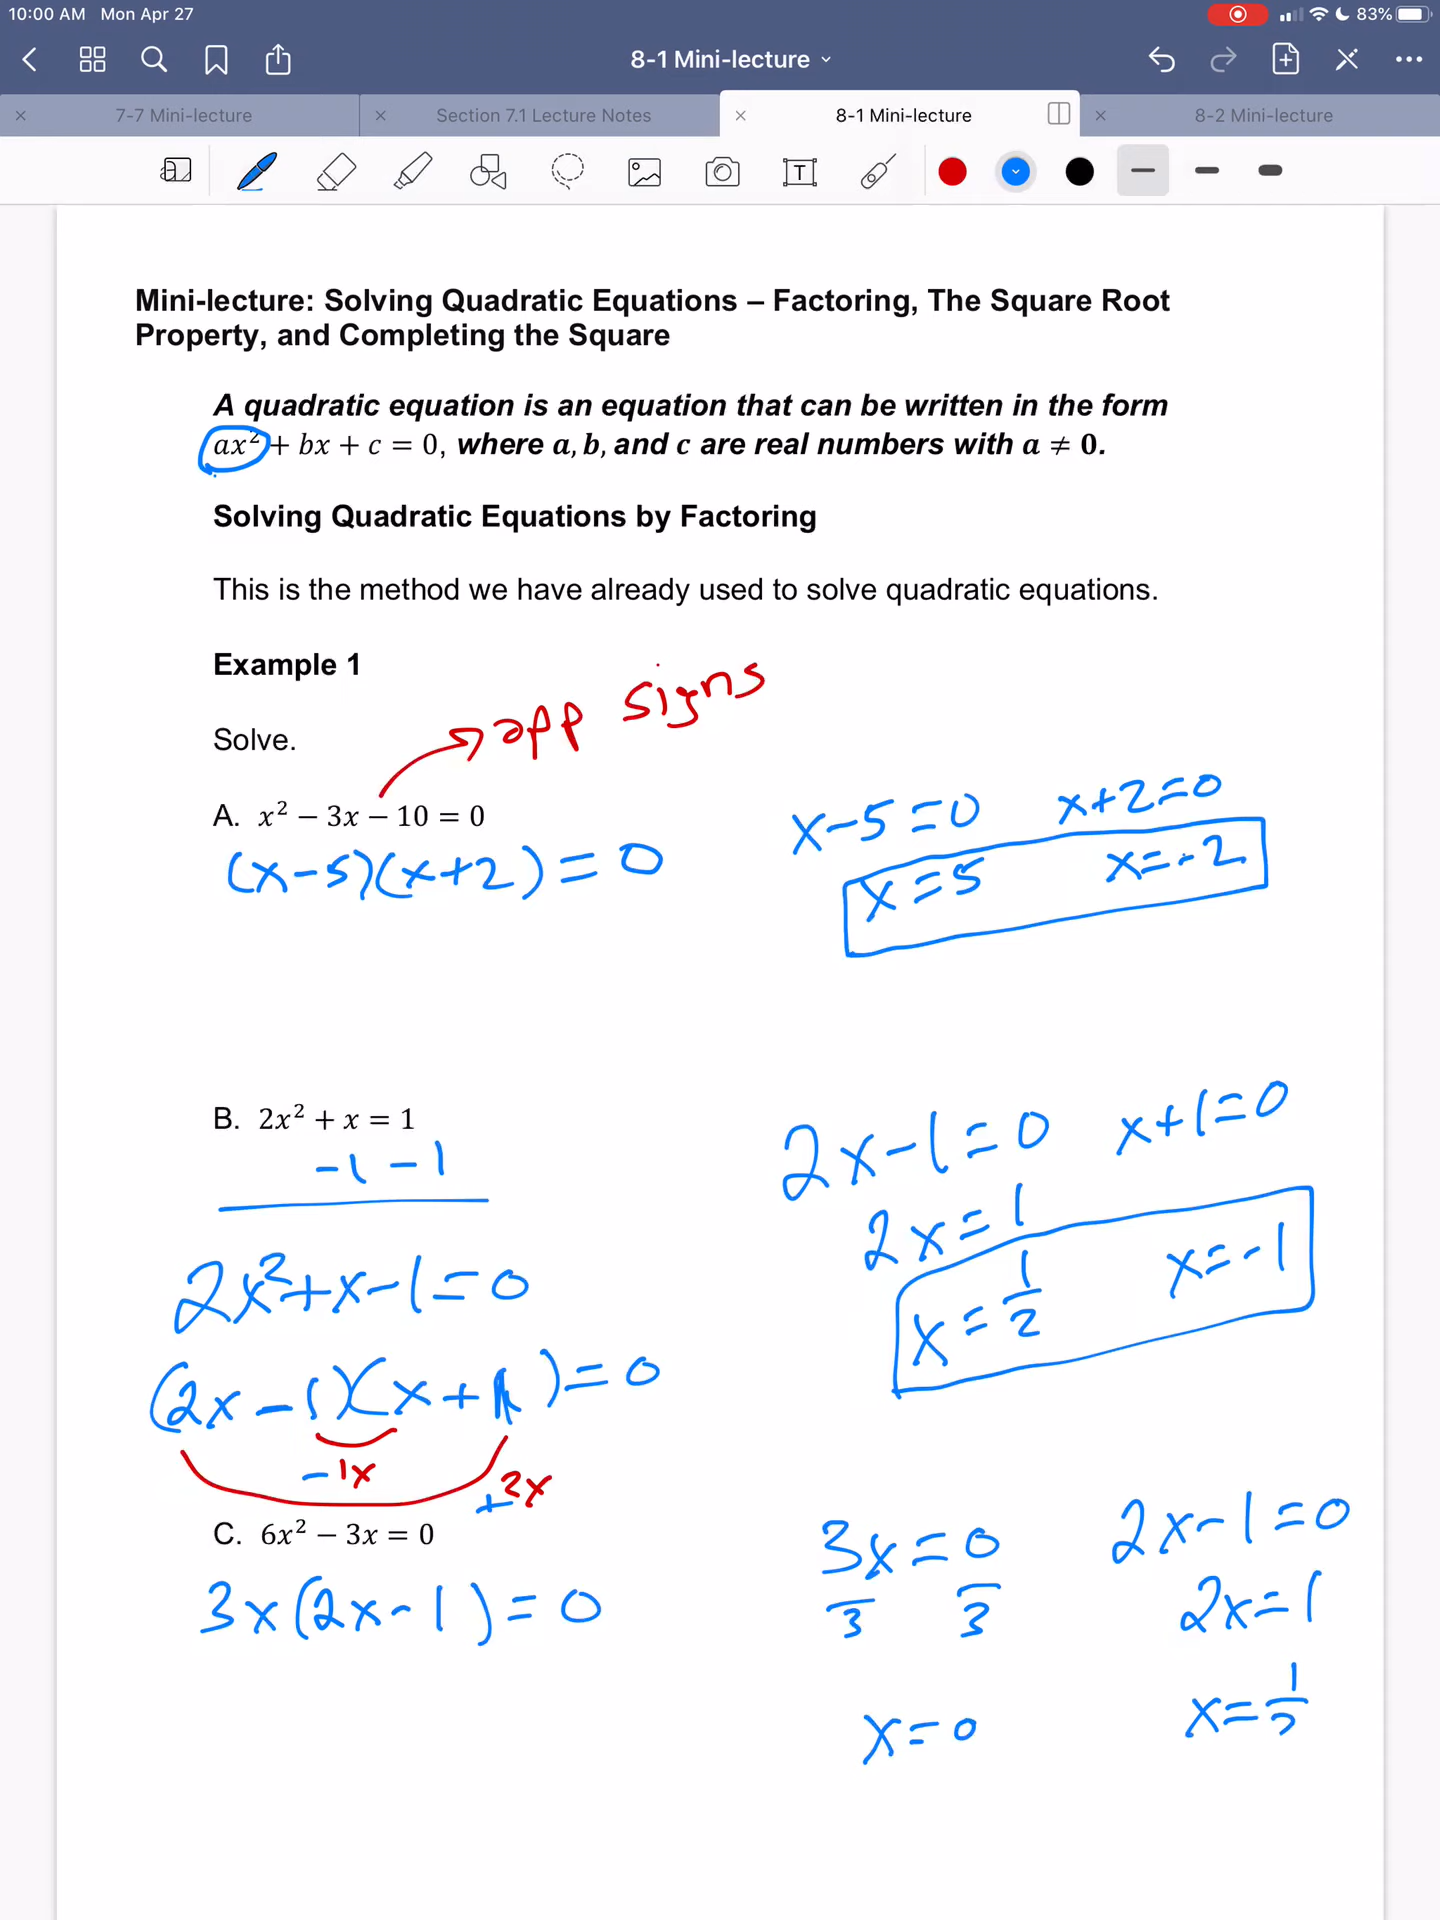 10:00 AM Mon Apr 27
83%
8-1 Mini-lecture
7-7 Mini-lecture
Section 7.1 Lecture Notes
8-1 Mini-lecture
8-2 Mini-lecture
Mini-lecture: Solving Quadratic Equations – Factoring, The Square Root
Property, and Completing the Square
A quadratic equation is an equation that can be written in the form
ax² + bx + c = 0, where a, b, and c are real numbers with a ≠ 0.
Solving Quadratic Equations by Factoring
This is the method we have already used to solve quadratic equations.
Example 1
opp signs
Solve.
A. x² − 3x − 10 = 0
(x-5)(x+2) = 0
x-5=0 x+2=0
x=5 x=-2
B. 2x² + x = 1
-1 -1
2x²+x-1=0
(2x-1)(x+1)=0
-1x +2x
2x-1=0 x+1=0
2x=1
x=1/2 x=-1
C. 6x² − 3x = 0
3x(2x-1)=0
3x=0 2x-1=0
3 3 2x=1
x=0 x=1/2